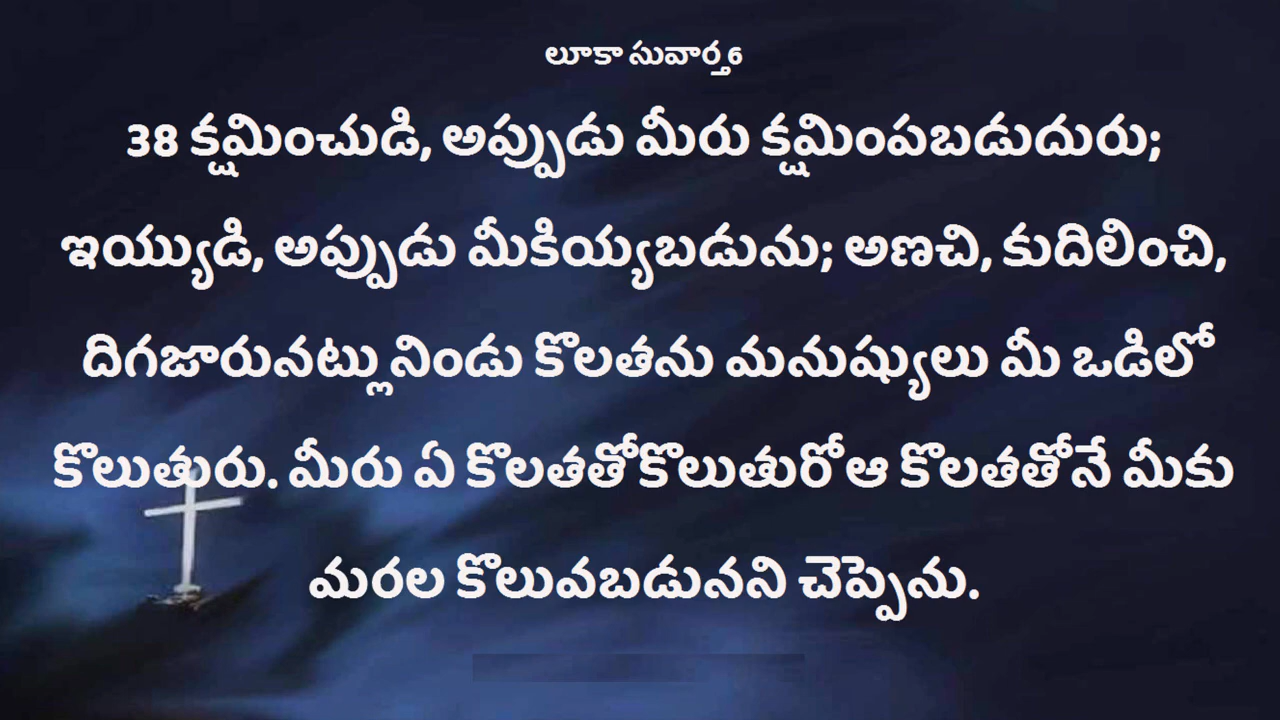 లూకా సువార్త 6
38 క్షమించుడి, అప్పుడు మీరు క్షమింపబడుదురు;
ఇయ్యుడి, అప్పుడు మీకియ్యబడును; అణచి, కుదిలించి,
దిగజారునట్లు నిండు కొలతను మనుష్యులు మీ ఒడిలో
కొలుతురు. మీరు ఏ కొలతతో కొలుతురో ఆ కొలతతోనే మీకు
మరల కొలువబడునని చెప్పెను.